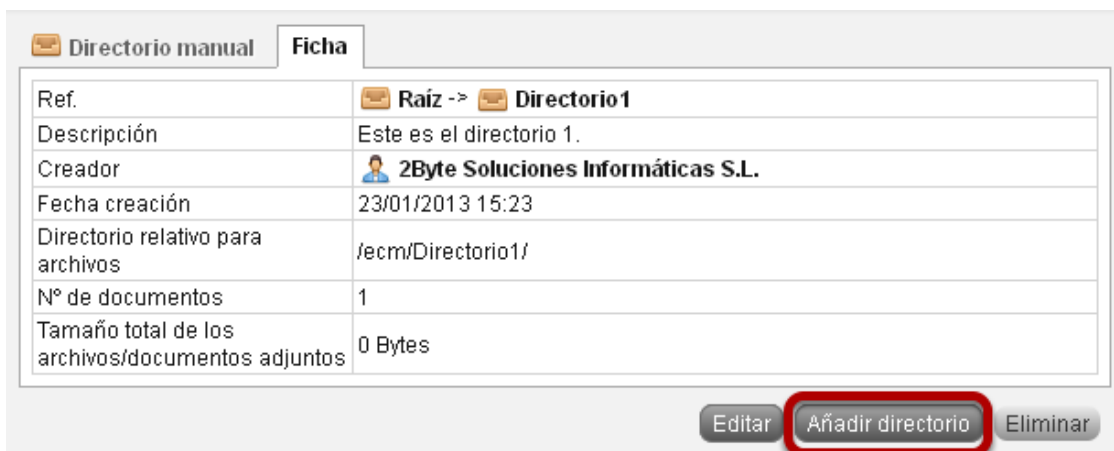 Directorio manual Ficha
Ref. Raíz -> Directorio1
Descripción Este es el directorio 1.
Creador 2Byte Soluciones Informáticas S.L.
Fecha creación 23/01/2013 15:23
Directorio relativo para
archivos /ecm/Directorio1/
Nº de documentos 1
Tamaño total de los
archivos/documentos adjuntos 0 Bytes
Editar Añadir directorio Eliminar